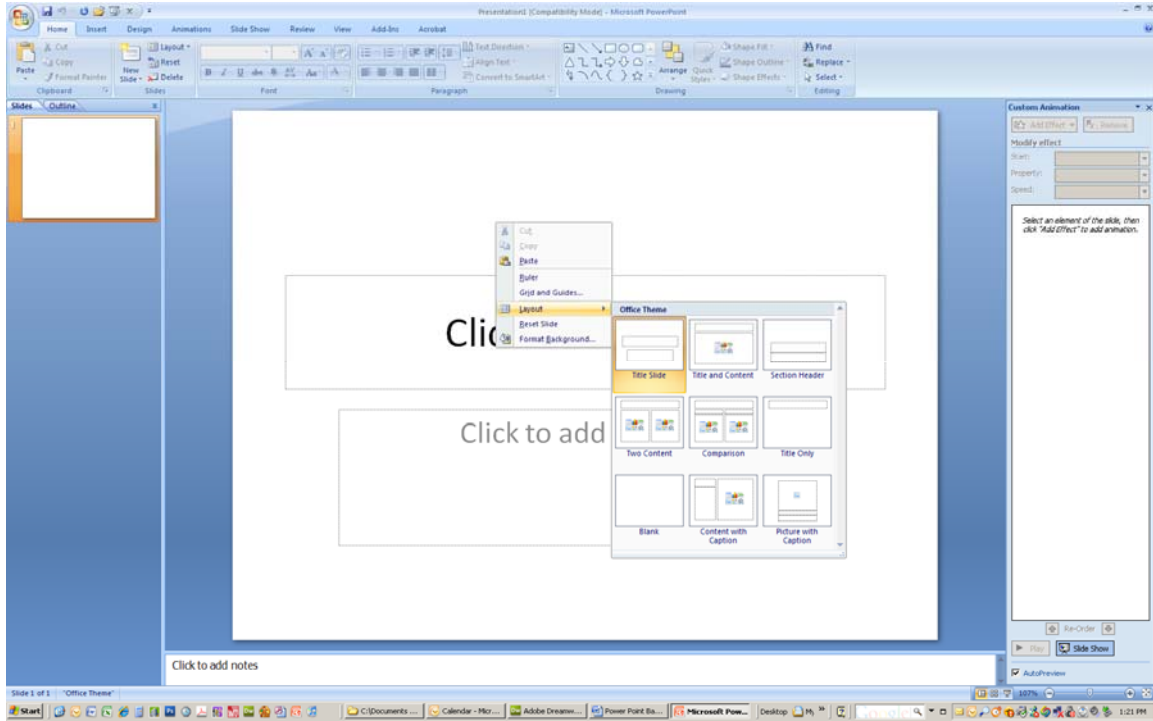 Presentation1 [Compatibility Mode] - Microsoft PowerPoint
Home Insert Design Animations Slide Show Review View Add-Ins Acrobat
Paste
Cut
Copy
Format Painter
Clipboard
New Slide
Layout
Reset
Delete
Slides
Font
Text Direction
Align Text
Convert to SmartArt
Paragraph
Arrange
Quick Styles
Shape Fill
Shape Outline
Shape Effects
Drawing
Find
Replace
Select
Editing
Slides Outline
1
Cut
Copy
Paste
Ruler
Grid and Guides...
Layout
Reset Slide
Format Background...
Office Theme
Title Slide Title and Content Section Header
Two Content Comparison Title Only
Blank Content with Caption Picture with Caption
Click to add
Click to add notes
Custom Animation
Add Effect Remove
Modify effect
Start:
Property:
Speed:
Select an element of the slide, then
click "Add Effect" to add animation.
Re-Order
Play Slide Show
AutoPreview
Slide 1 of 1 "Office Theme" 107%
Start C:\Documents ... Calendar - Micr... Adobe Dreamw... Power Point Ba... Microsoft Pow... Desktop 1:21 PM